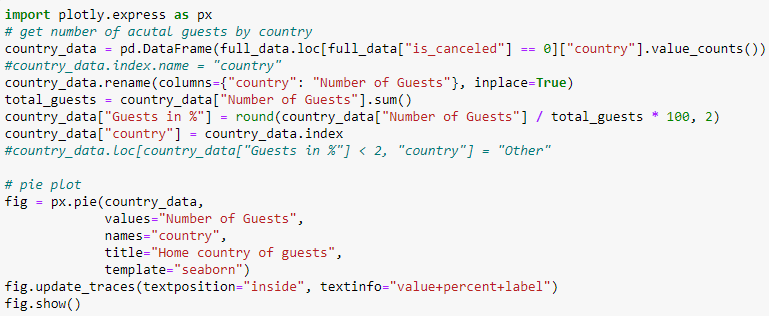 import plotly.express as px
# get number of acutal guests by country
country_data = pd.DataFrame(full_data.loc[full_data["is_canceled"] == 0]["country"].value_counts())
#country_data.index.name = "country"
country_data.rename(columns={"country": "Number of Guests"}, inplace=True)
total_guests = country_data["Number of Guests"].sum()
country_data["Guests in %"] = round(country_data["Number of Guests"] / total_guests * 100, 2)
country_data["country"] = country_data.index
#country_data.loc[country_data["Guests in %"] < 2, "country"] = "Other"

# pie plot
fig = px.pie(country_data,
             values="Number of Guests",
             names="country",
             title="Home country of guests",
             template="seaborn")
fig.update_traces(textposition="inside", textinfo="value+percent+label")
fig.show()